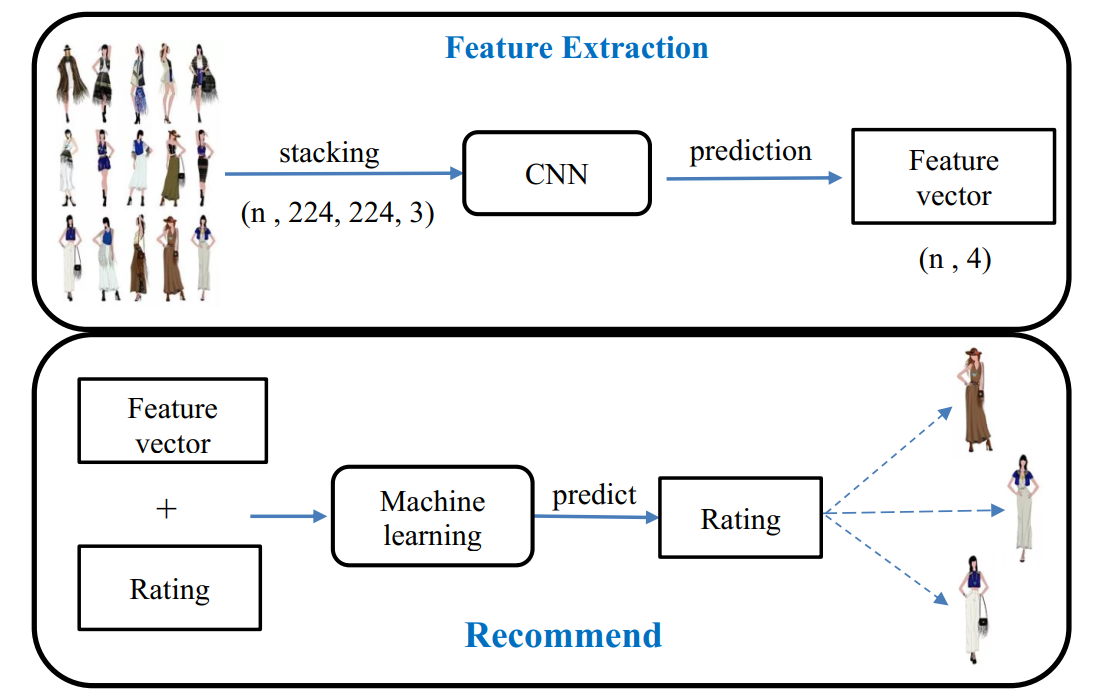 Feature Extraction
stacking
(n , 224, 224, 3)
CNN
prediction
Feature
vector
(n , 4)
Feature
vector
+
Rating
Machine
learning
predict
Rating
Recommend